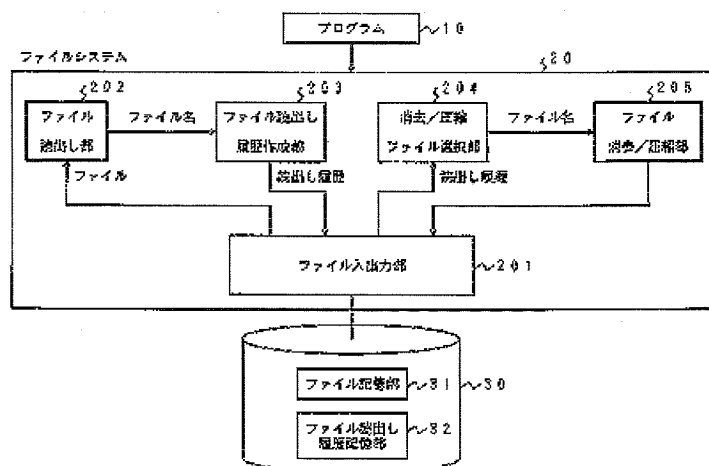 プログラム
10
ファイルシステム
20
202
203
204
205
ファイル
読出し部
ファイル名
ファイル読出し
履歴作成部
消去/圧縮
ファイル選択部
ファイル名
ファイル
消去/圧縮部
ファイル
読出し履歴
読出し履歴
ファイル入出力部
201
ファイル記憶部
31
30
ファイル読出し
履歴記憶部
32